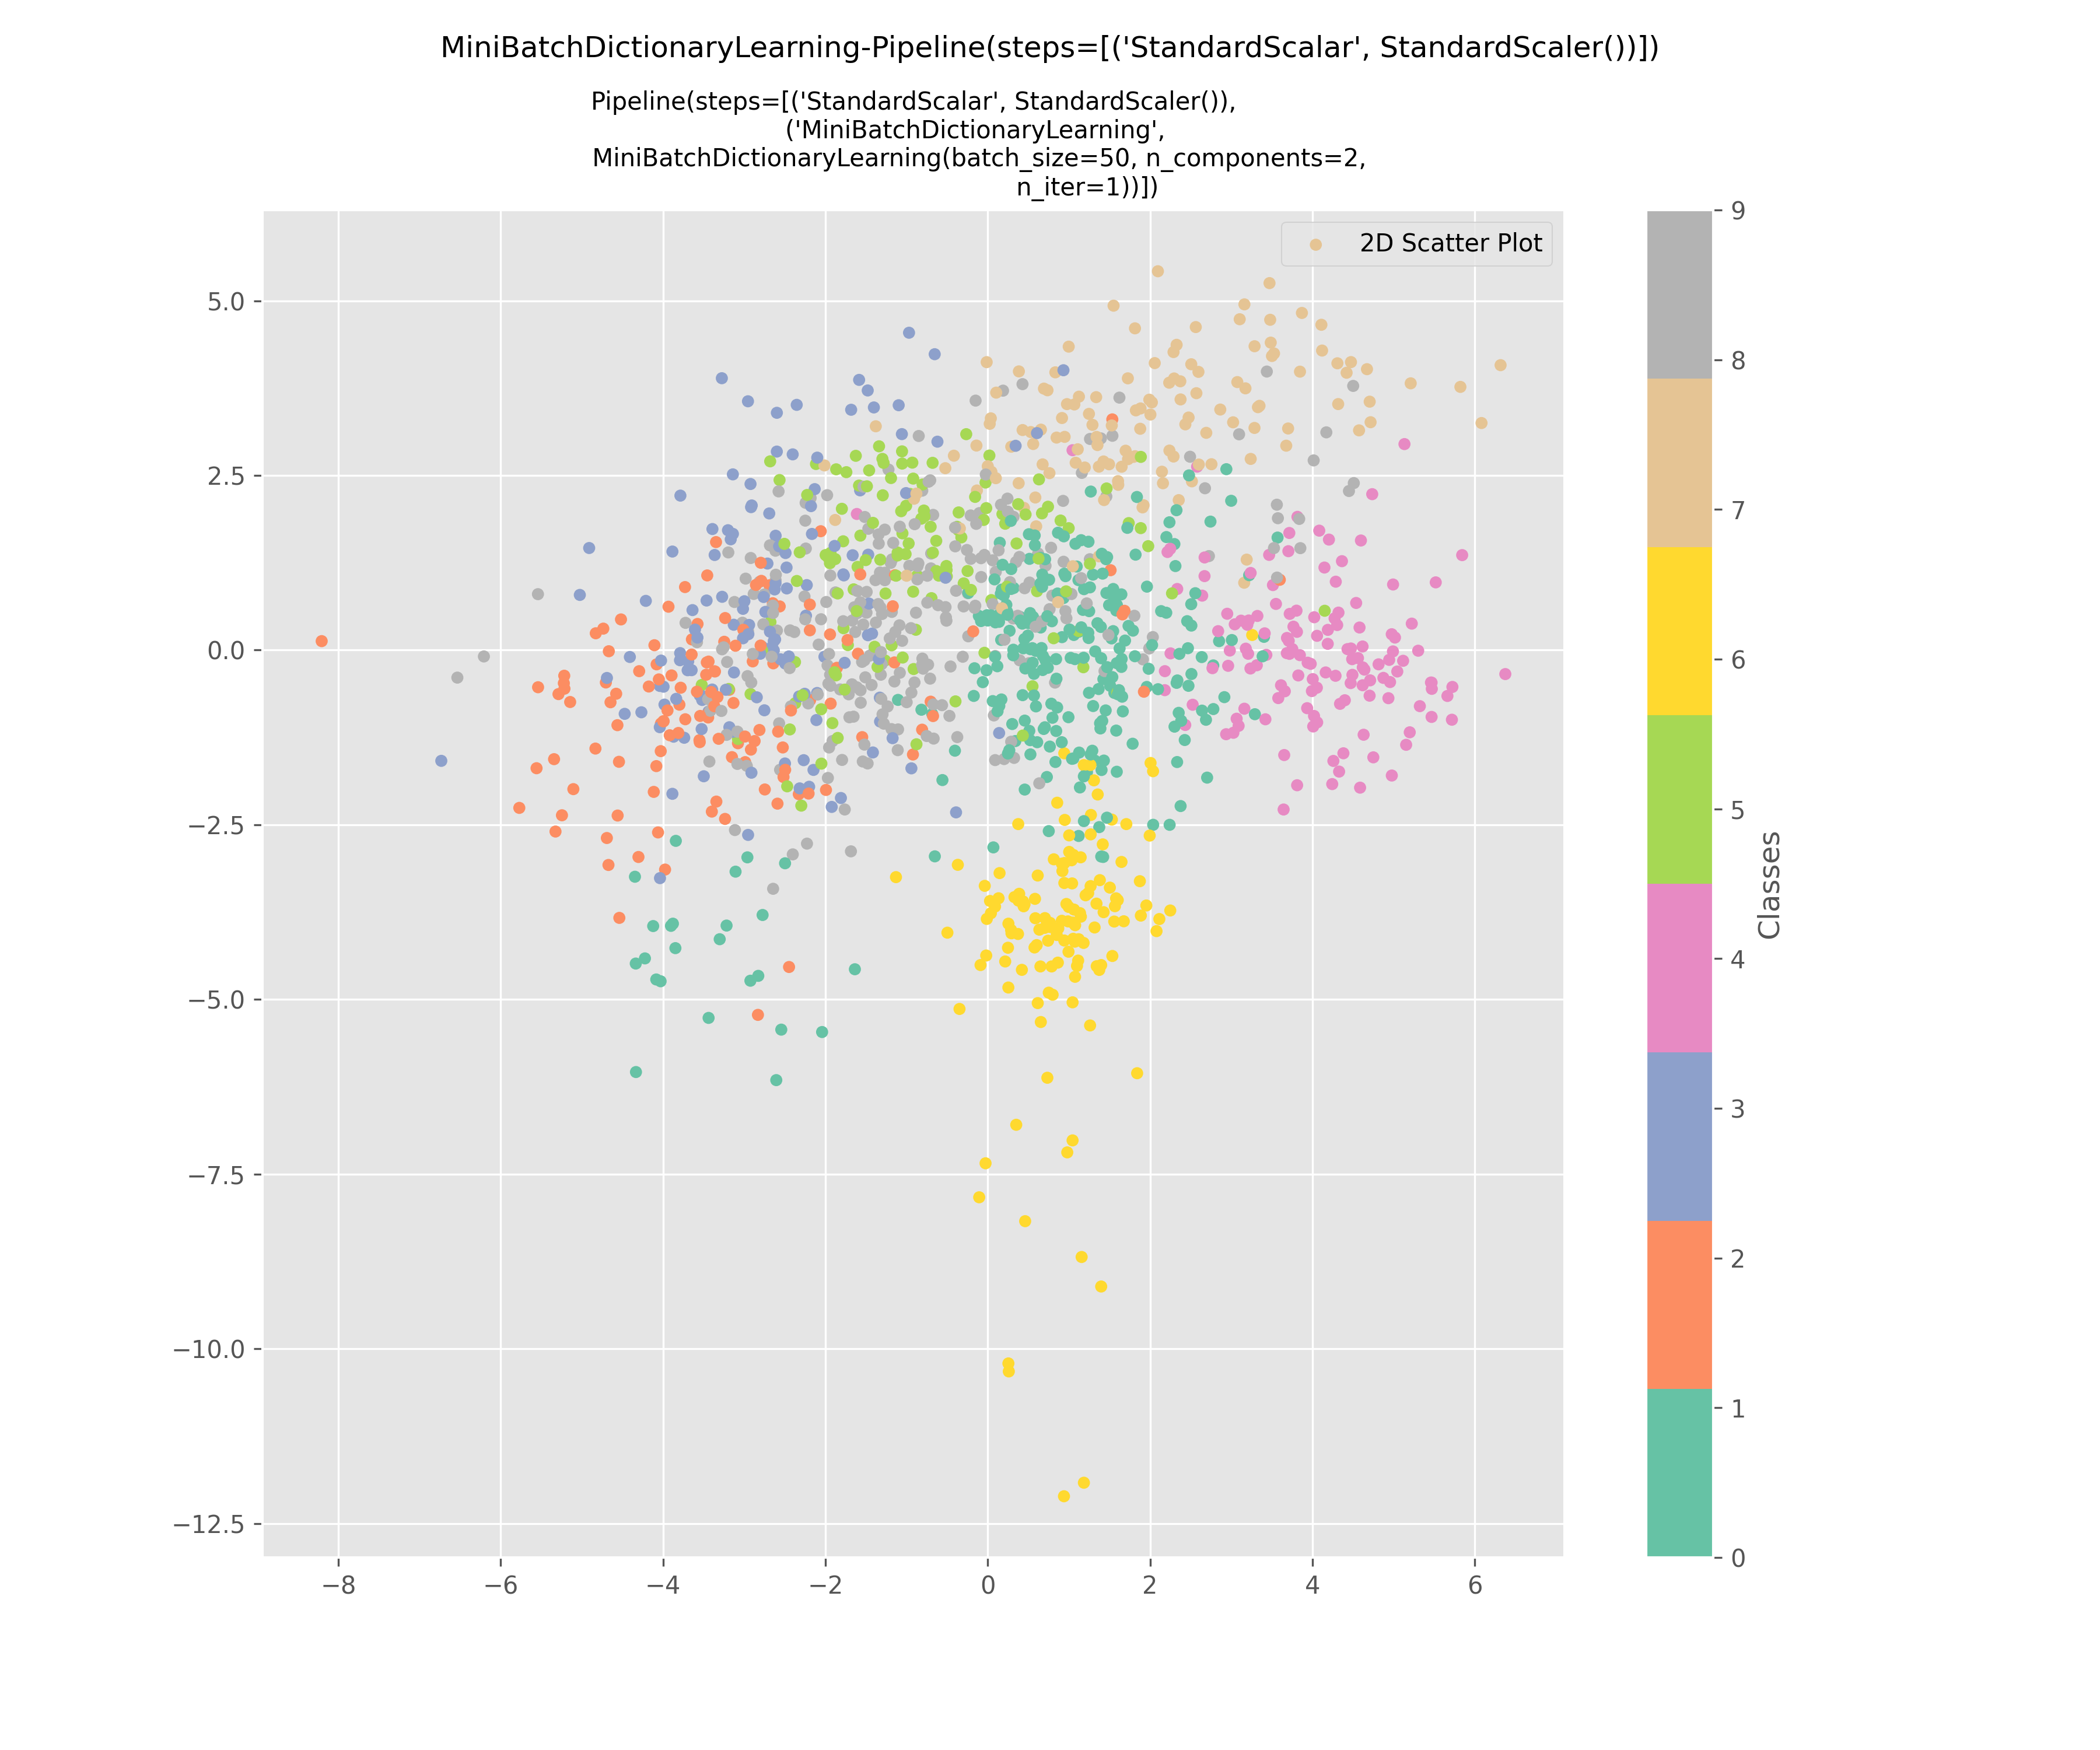 MiniBatchDictionaryLearning-Pipeline(steps=[('StandardScalar', StandardScaler())])
Pipeline(steps=[('StandardScalar', StandardScaler()),
('MiniBatchDictionaryLearning',
MiniBatchDictionaryLearning(batch_size=50, n_components=2,
n_iter=1))])
2D Scatter Plot
5.0
2.5
0.0
−2.5
−5.0
−7.5
−10.0
−12.5
−8 −6 −4 −2 0 2 4 6
9
8
7
6
5
4
3
2
1
0
Classes